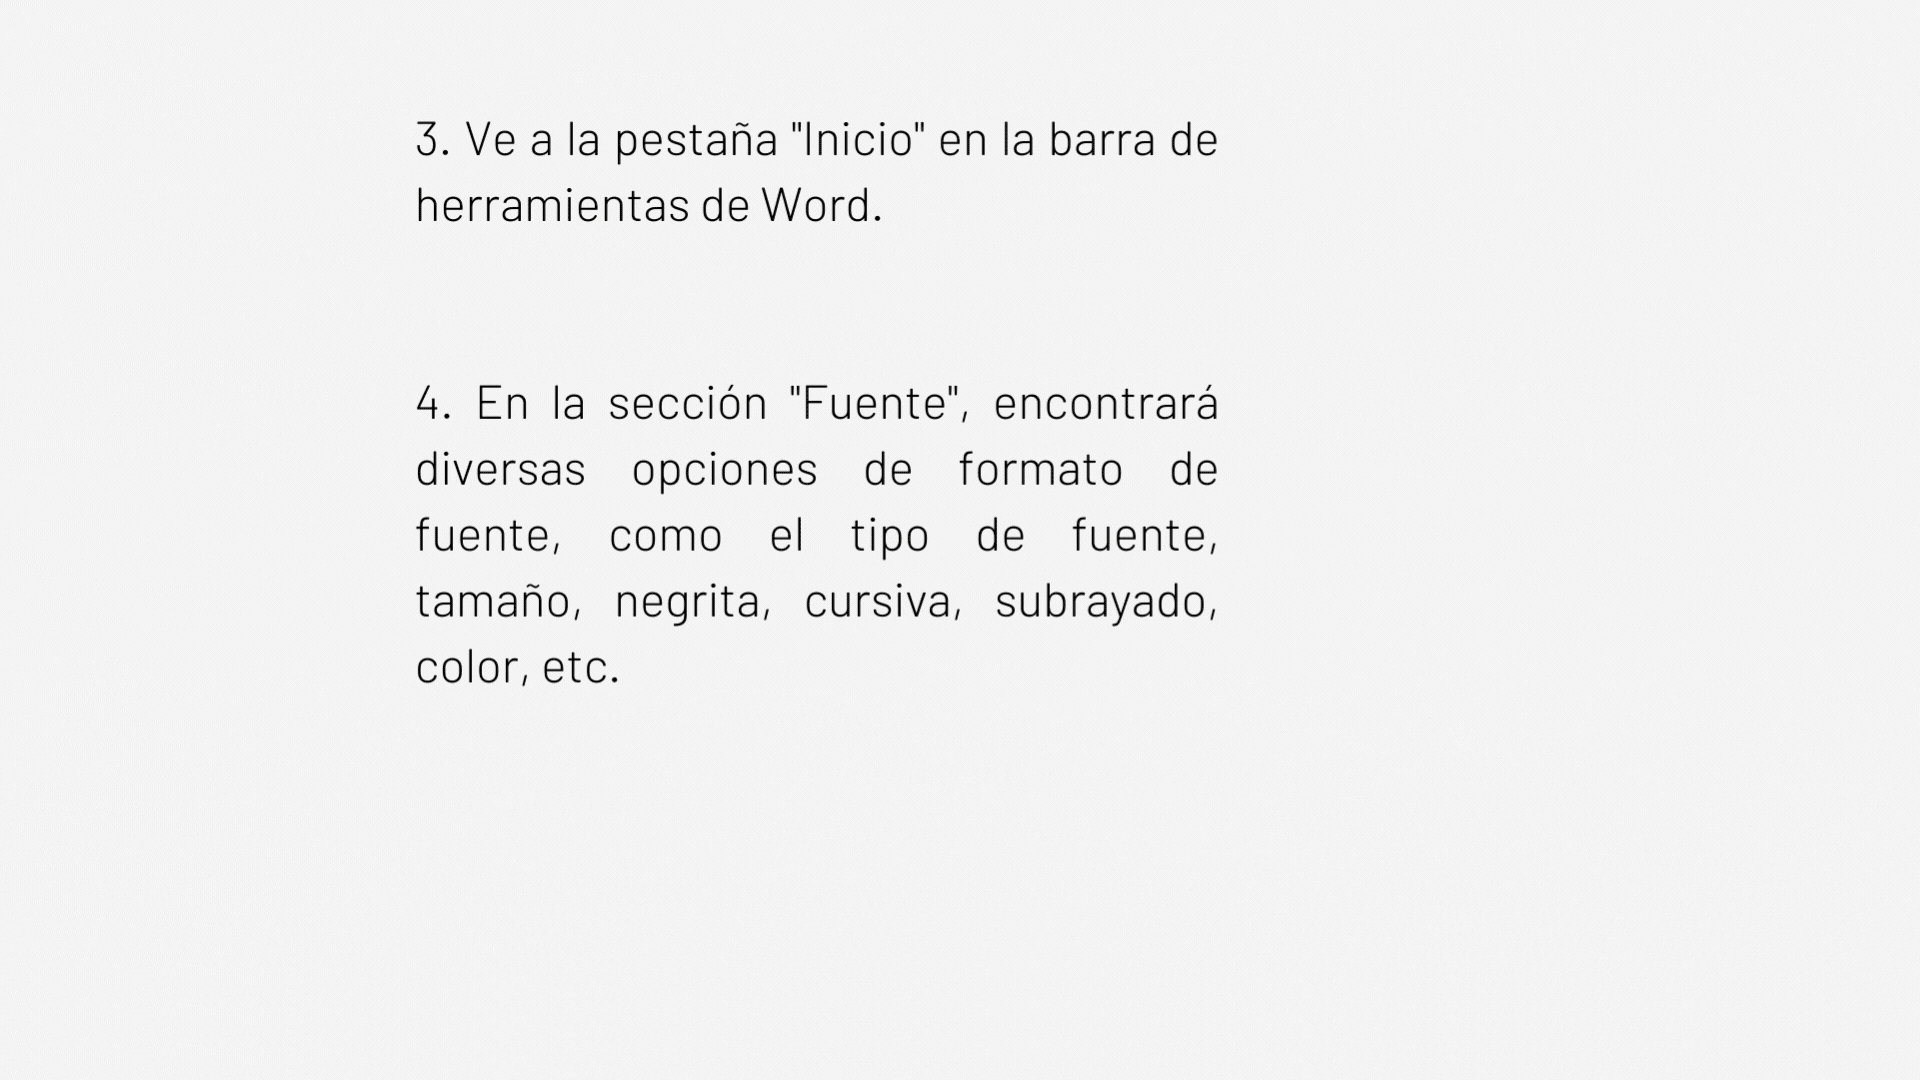 3. Ve a la pestaña "Inicio" en la barra de
herramientas de Word.
4. En la sección "Fuente", encontrará
diversas opciones de formato de
fuente, como el tipo de fuente,
tamaño, negrita, cursiva, subrayado,
color, etc.